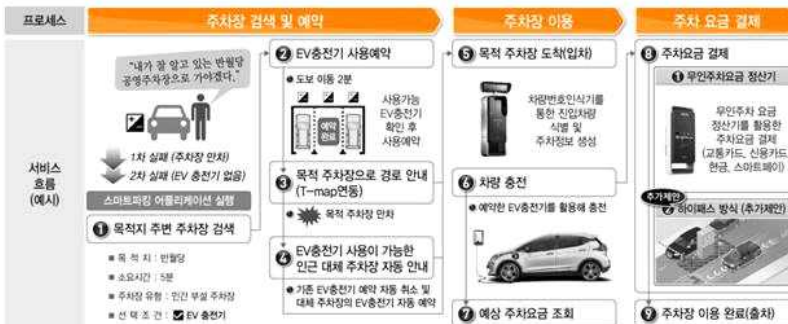 프로세스
주차장 검색 및 예약
주차장 이용
주차 요금 결제
서비스
흐름
(예시)
"내가 잘 알고 있는 반월당
공영주차장으로 가야겠다."
1차 실패 (주차장 만차)
2차 실패 (EV 충전기 없음)
스마트파킹 어플리케이션 실행
1 목적지 주변 주차장 검색
■ 목 적 지 : 반월당
■ 소요시간 : 5분
■ 주차장 유형 : 민간 부설 주차장
■ 선 택 조 건 : ☑ EV 충전기
2 EV충전기 사용예약
● 도보 이동 2분
예약
완료
사용가능
EV충전기
확인 후
사용예약
3 목적 주차장으로 경로 안내
(T-map연동)
● 목적 주차장 만차
4 EV충전기 사용이 가능한
인근 대체 주차장 자동 안내
● 기존 EV충전기 예약 자동 취소 및
대체 주차장의 EV충전기 자동 예약
5 목적 주차장 도착(입차)
차량번호인식기를
통한 진입차량
식별 및
주차정보 생성
6 차량 충전
● 예약한 EV충전기를 활용해 충전
7 예상 주차요금 조회
8 주차요금 결제
1 무인주차요금 정산기
무인주차 요금
정산기를 활용한
주차요금 결제
(교통카드, 신용카드,
현금, 스마트페이)
추가제안
2 하이패스 방식 (추가제안)
9 주차장 이용 완료(출차)